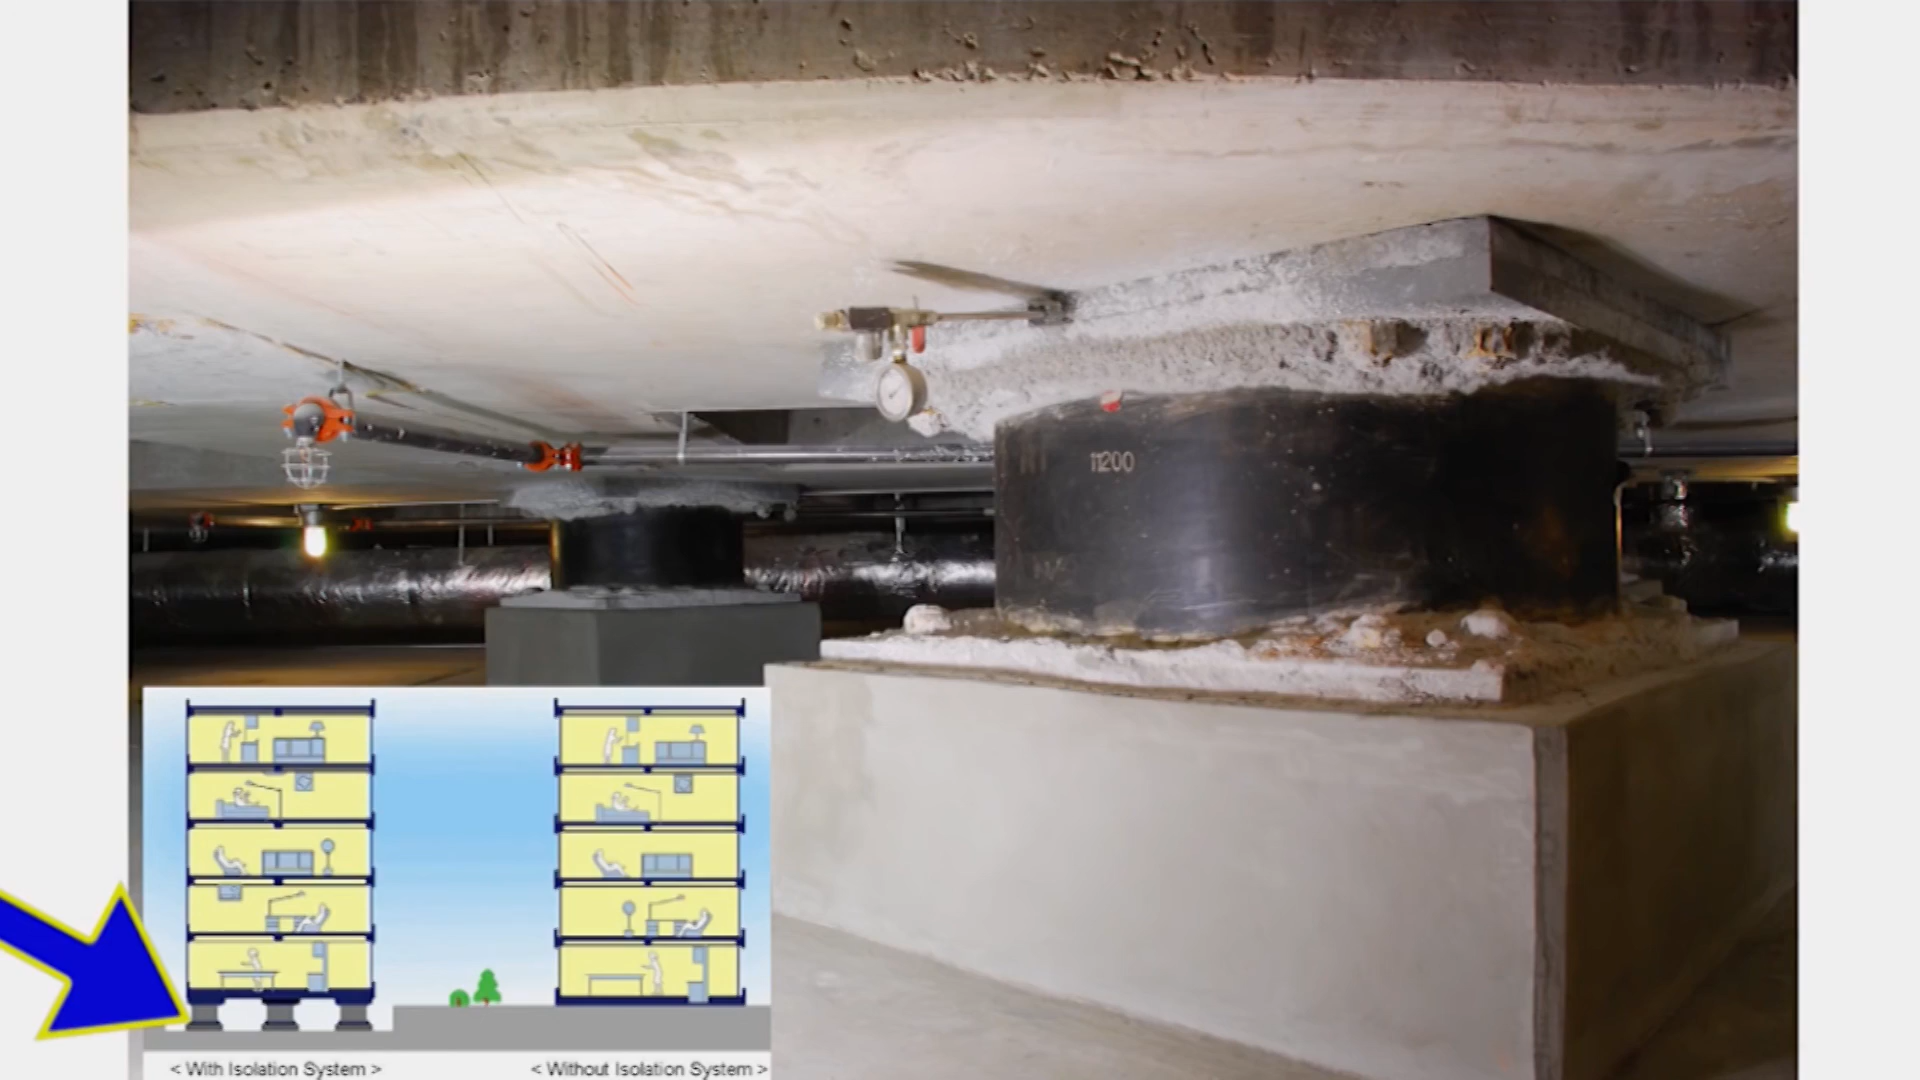 11200
< With Isolation System >
< Without Isolation System >